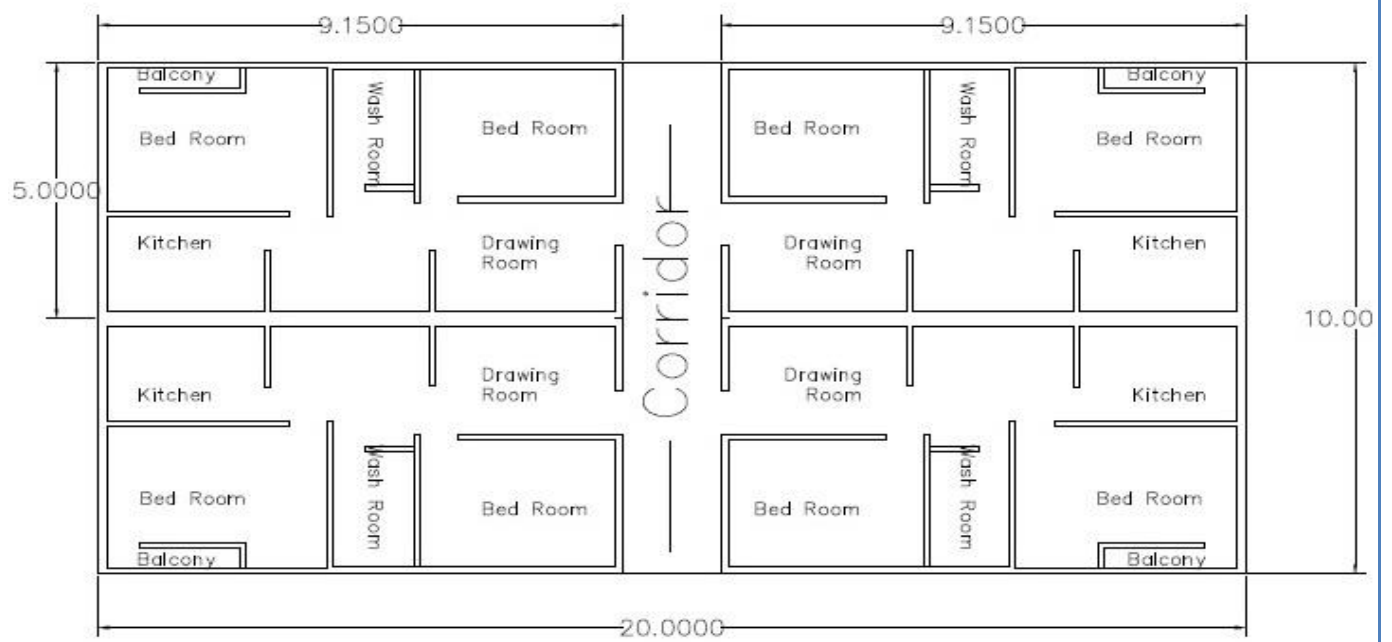 9.1500
9.1500
Balcony
Wash Room
Bed Room
Bed Room
Bed Room
Wash Room
Balcony
Bed Room
5.0000
Kitchen
Drawing
Room
Corridor
Drawing
Room
Kitchen
10.00
Kitchen
Drawing
Room
Drawing
Room
Kitchen
Bed Room
Wash Room
Bed Room
Bed Room
Wash Room
Bed Room
Balcony
Balcony
20.0000